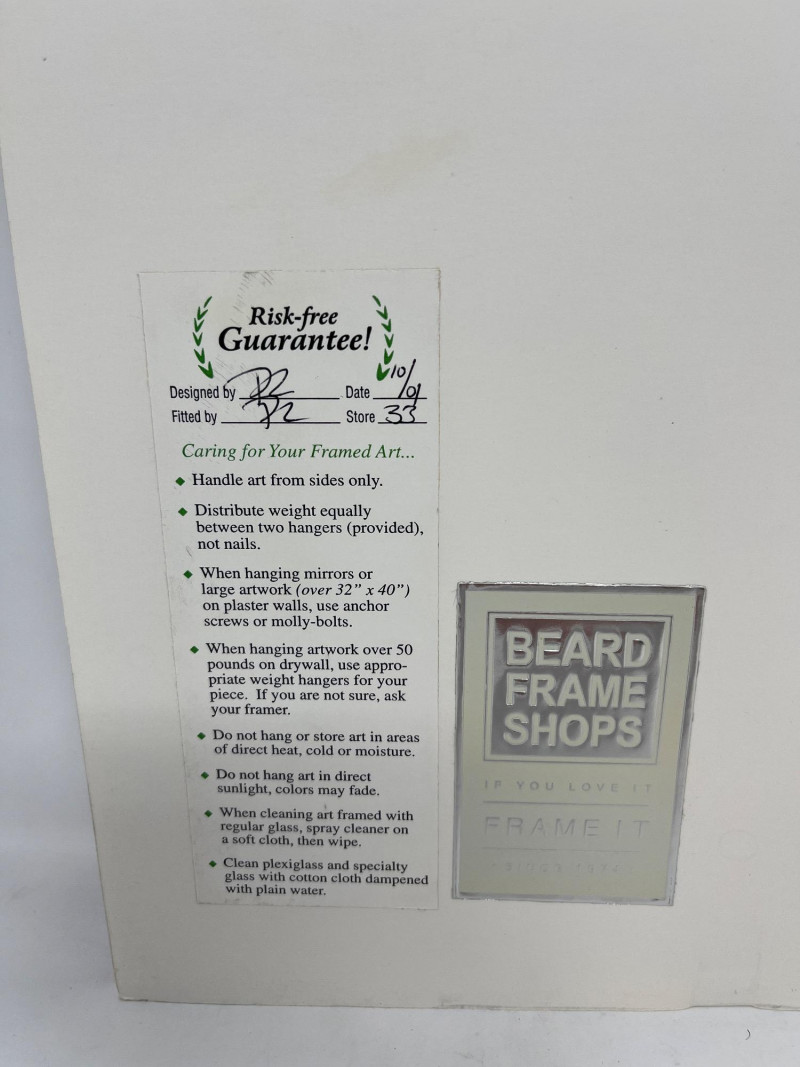 Risk-free
Guarantee!
Designed by DZ Date 10/01
Fitted by DZ Store 33
Caring for Your Framed Art...
◆ Handle art from sides only.
◆ Distribute weight equally
between two hangers (provided),
not nails.
◆ When hanging mirrors or
large artwork (over 32” x 40”)
on plaster walls, use anchor
screws or molly-bolts.
◆ When hanging artwork over 50
pounds on drywall, use appro-
priate weight hangers for your
piece. If you are not sure, ask
your framer.
◆ Do not hang or store art in areas
of direct heat, cold or moisture.
◆ Do not hang art in direct
sunlight, colors may fade.
◆ When cleaning art framed with
regular glass, spray cleaner on
a soft cloth, then wipe.
◆ Clean plexiglass and specialty
glass with cotton cloth dampened
with plain water.
BEARD
FRAME
SHOPS
IF YOU LOVE IT
FRAME IT